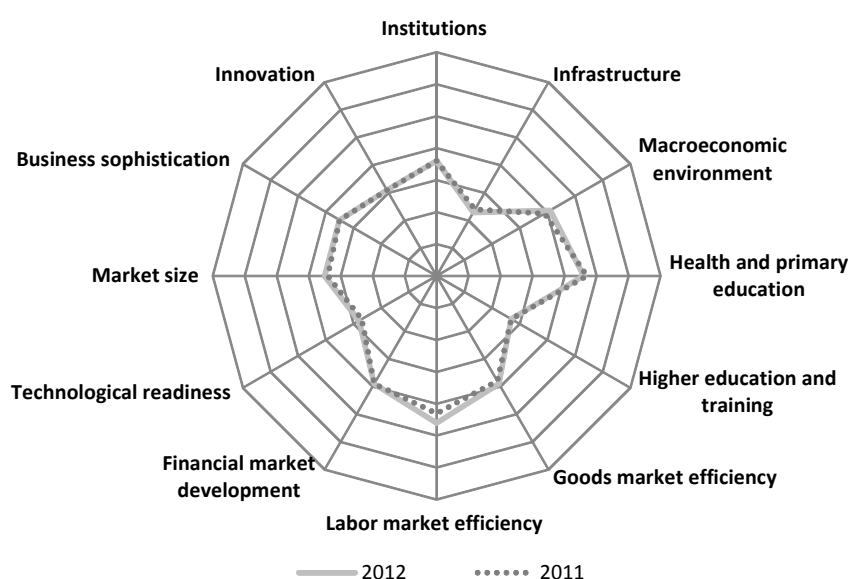 Institutions
Innovation
Infrastructure
Macroeconomic
environment
Business sophistication
Market size
Health and primary
education
Technological readiness
Higher education and
training
Financial market
development
Goods market efficiency
Labor market efficiency
2012
2011